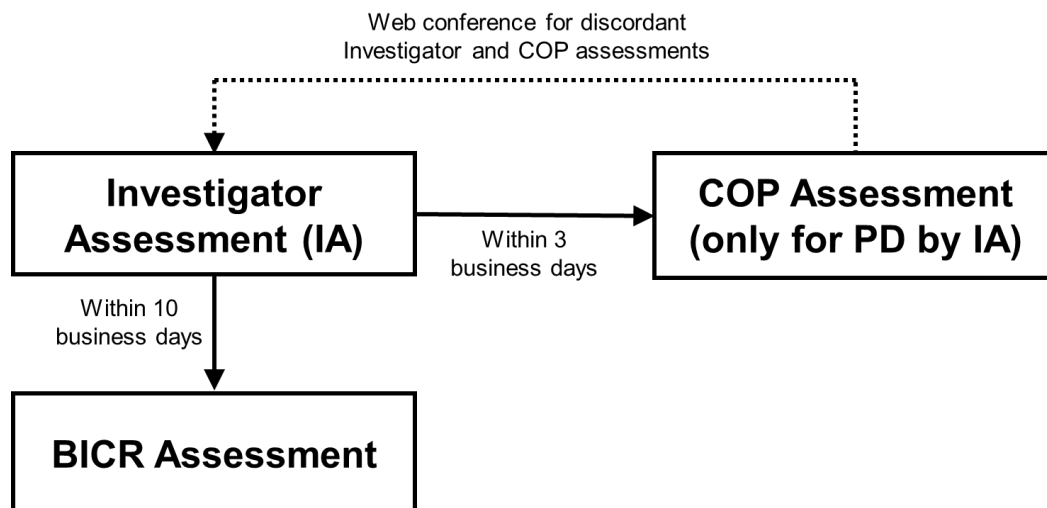 Web conference for discordant
Investigator and COP assessments
Investigator
Assessment (IA)
COP Assessment
(only for PD by IA)
Within 3
business days
Within 10
business days
BICR Assessment